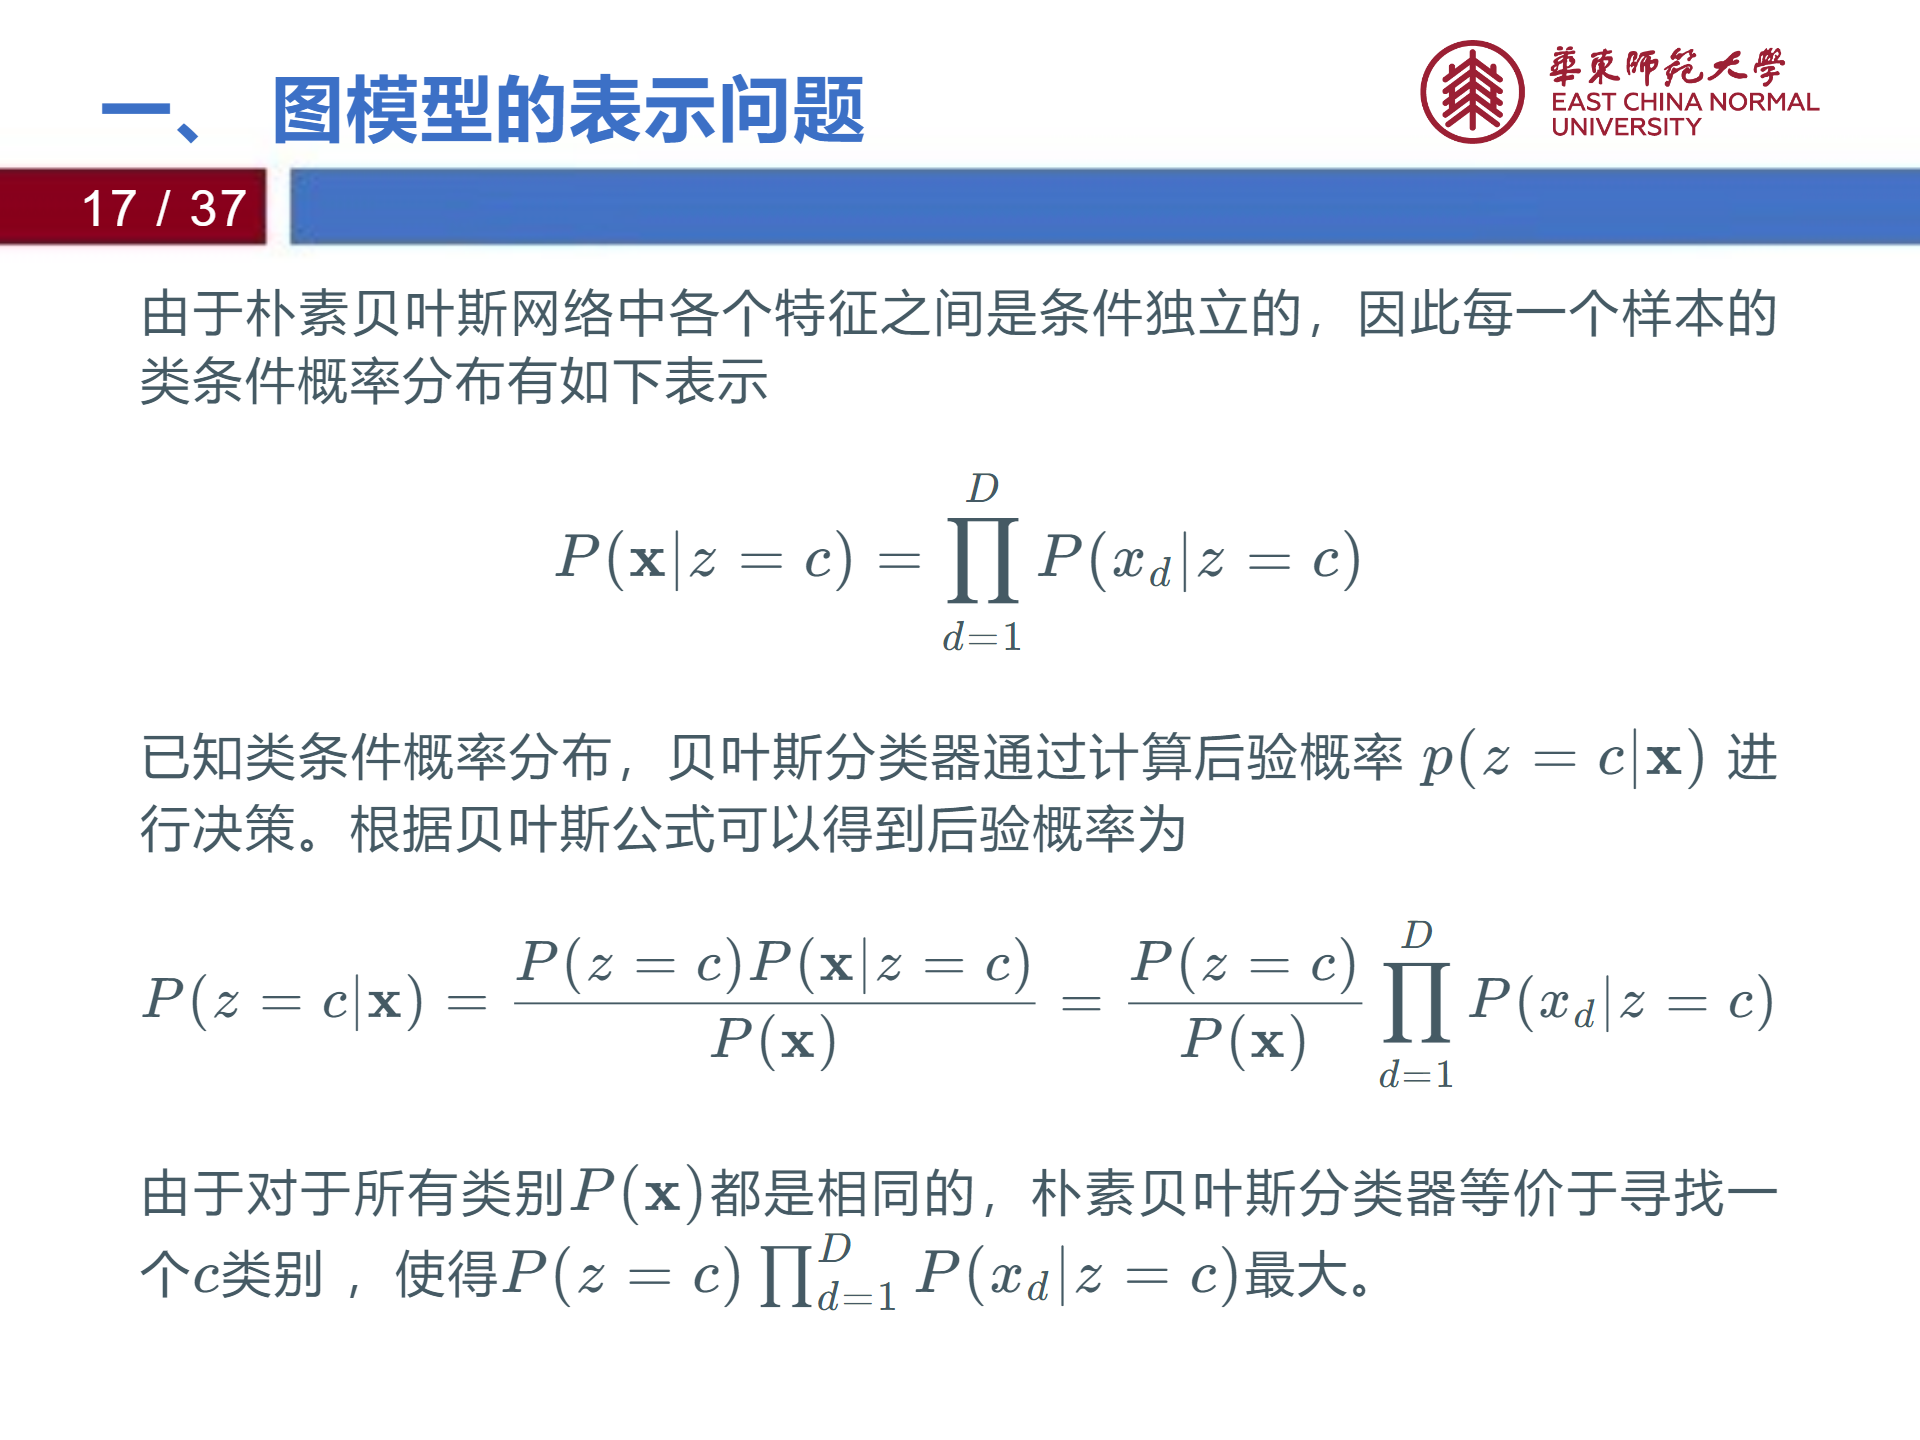 一、 图模型的表示问题
華東師範大學
EAST CHINA NORMAL
UNIVERSITY
17 / 37
由于朴素贝叶斯网络中各个特征之间是条件独立的，因此每一个样本的
类条件概率分布有如下表示
P(𝐱|z = c) = ∏_{d=1}^{D} P(x_d|z = c)
已知类条件概率分布，贝叶斯分类器通过计算后验概率 p(z = c|𝐱) 进
行决策。根据贝叶斯公式可以得到后验概率为
P(z = c|𝐱) = \frac{P(z = c)P(𝐱|z = c)}{P(𝐱)} = \frac{P(z = c)}{P(𝐱)} ∏_{d=1}^{D} P(x_d|z = c)
由于对于所有类别P(𝐱)都是相同的，朴素贝叶斯分类器等价于寻找一
个c类别 ，使得P(z = c) ∏_{d=1}^{D} P(x_d|z = c)最大。